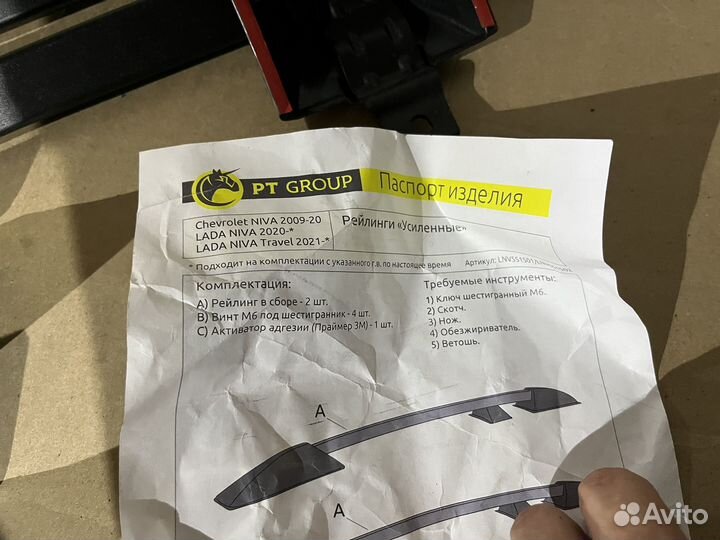 PT GROUP
Паспорт изделия
Chevrolet NIVA 2009-20
LADA NIVA 2020-*
LADA NIVA Travel 2021-*
Рейлинги «Усиленные»
* Подходит на комплектации с указанного г.в. по настоящее время
Артикул:
Комплектация:
A) Рейлинг в сборе - 2 шт.
B) Винт М6 под шестигранник - 4 шт.
C) Активатор адгезии (Праймер 3М) - 1 шт.
Требуемые инструменты:
1) Ключ шестигранный М6.
2) Скотч.
3) Нож.
4) Обезжириватель.
5) Ветошь.
A
A
Avito